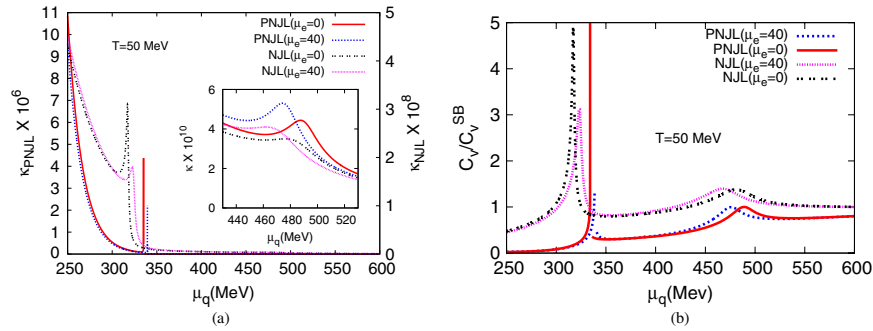 PNJL(μe=0)
PNJL(μe=40)
NJL(μe=0)
NJL(μe=40)
T=50 MeV
κPNJL X 10^6
11
10
9
8
7
6
5
4
3
2
1
0
κNJL X 10^8
5
4
3
2
1
0
250 300 350 400 450 500 550 600
μq(MeV)
κ X 10^10
6
4
2
0
440 460 480 500 520
μq(MeV)
(a)
PNJL(μe=40)
PNJL(μe=0)
NJL(μe=40)
NJL(μe=0)
T=50 MeV
CV/CV^SB
5
4
3
2
1
0
250 300 350 400 450 500 550 600
μq(MeV)
(b)